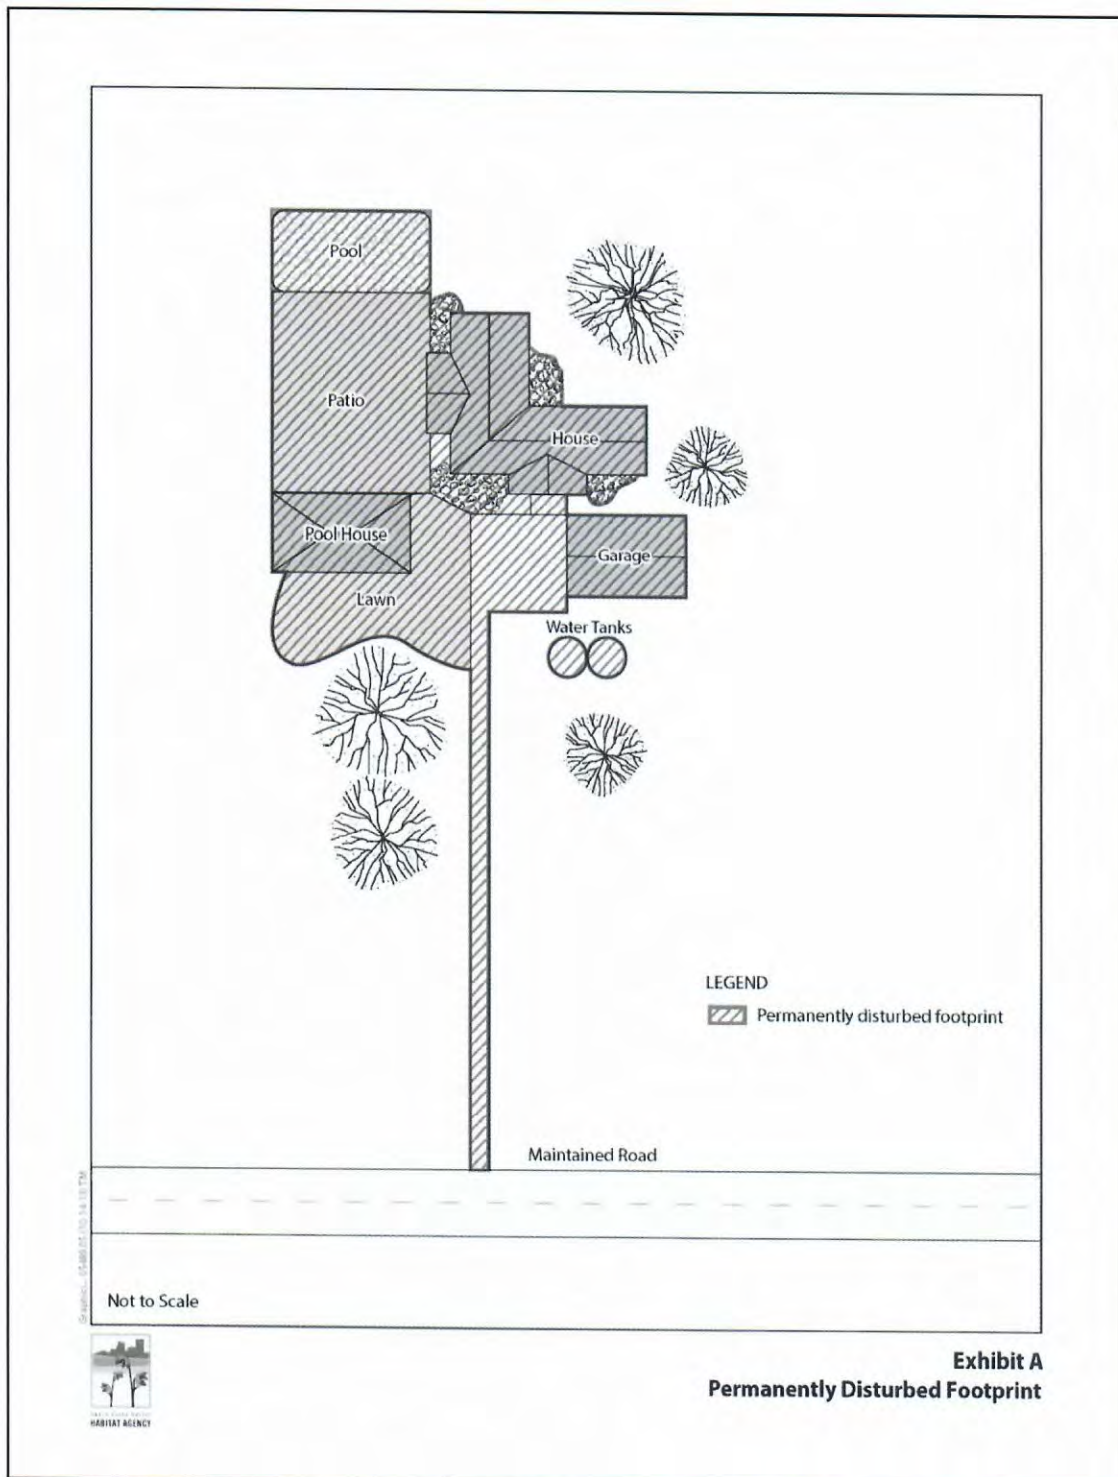 Pool
Patio
House
Pool House
Garage
Lawn
Water Tanks
LEGEND
Permanently disturbed footprint
Maintained Road
Not to Scale
HABITAT AGENCY
Exhibit A
Permanently Disturbed Footprint